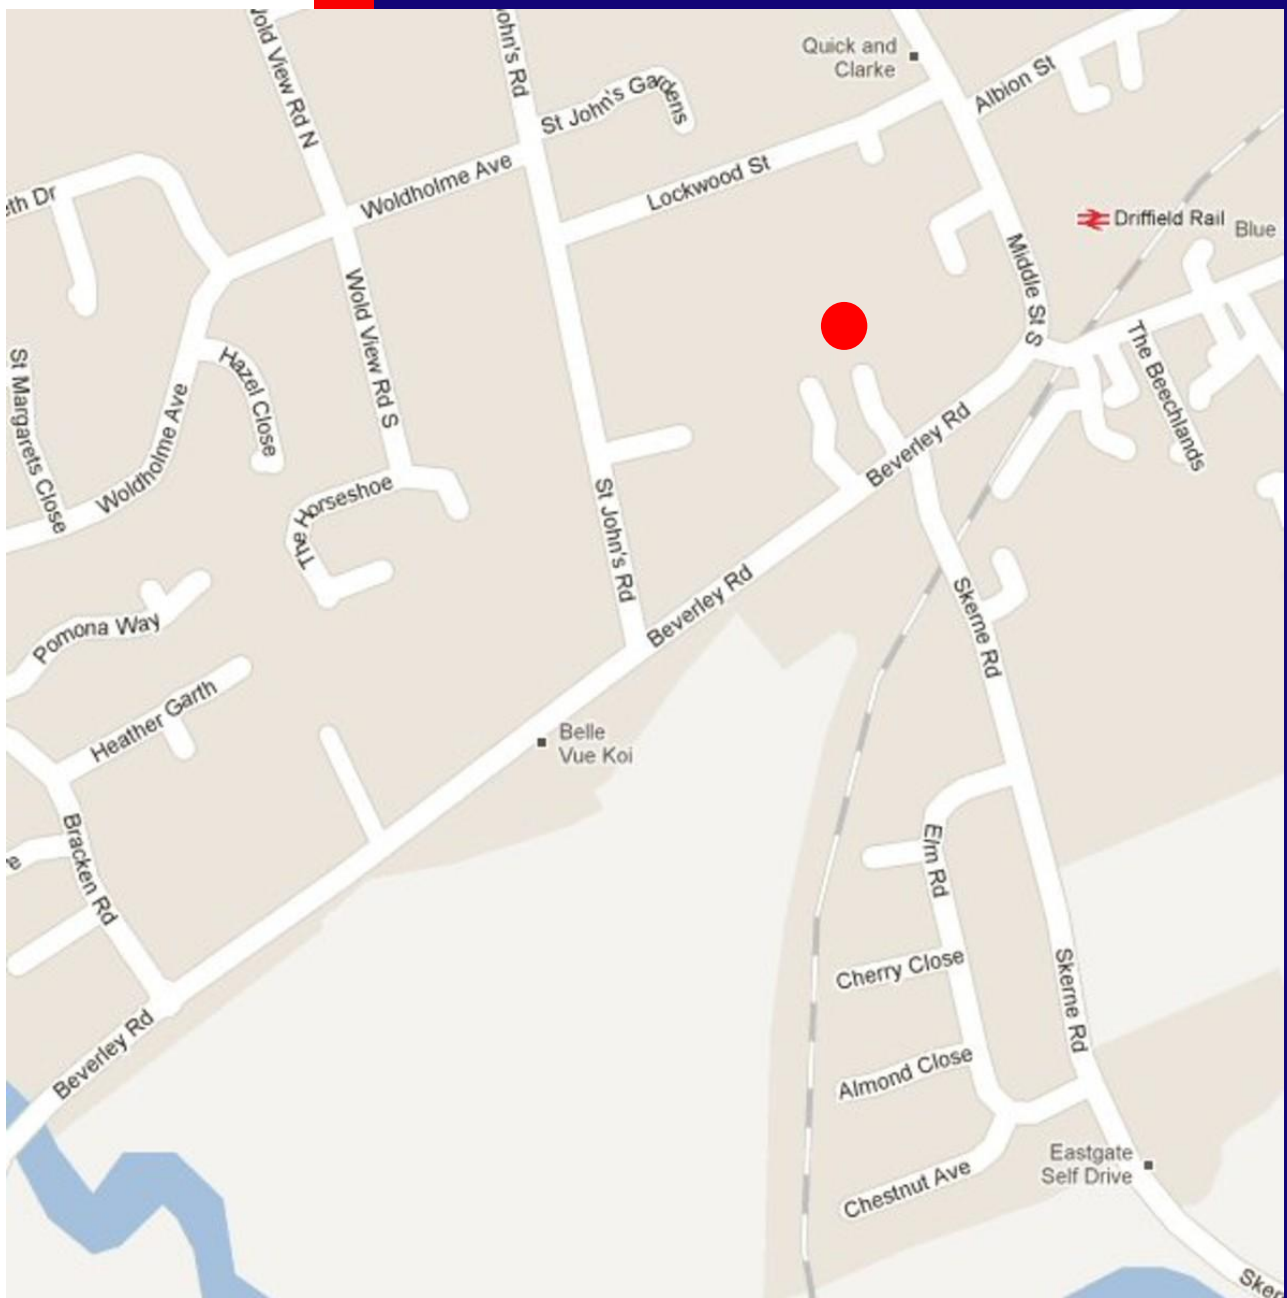 Wold View Rd N
John's Rd
Quick and
Clarke
Albion St
St John's Gardens
Woldholme Ave
Lockwood St
eth Dr
Driffield Rail
Blue
Middle St S
Wold View Rd S
St Margarets Close
Hazel Close
Woldholme Ave
The Beechlands
Beverley Rd
The Horseshoe
St John's Rd
Beverley Rd
Skerne Rd
Pomona Way
Heather Garth
Belle
Vue Koi
Bracken Rd
e
Elm Rd
Cherry Close
Skerne Rd
Beverley Rd
Almond Close
Eastgate
Self Drive
Chestnut Ave
Sker